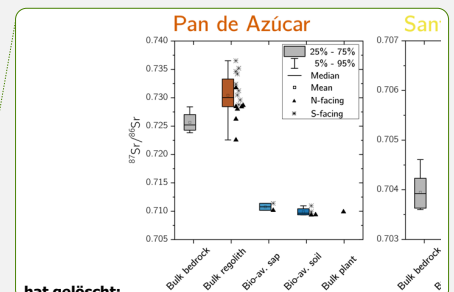 Pan de Azúcar
San
0.740
0.735
0.730
0.725
0.720
0.715
0.710
0.705
⁸⁷Sr/⁸⁶Sr
25% - 75%
5% - 95%
Median
Mean
N-facing
S-facing
0.707
0.706
0.705
0.704
0.703
Bulk bedrock
Bulk regolith
Bio-av. sap
Bio-av. soil
Bulk plant
Bulk bedrock
hat gelöscht: